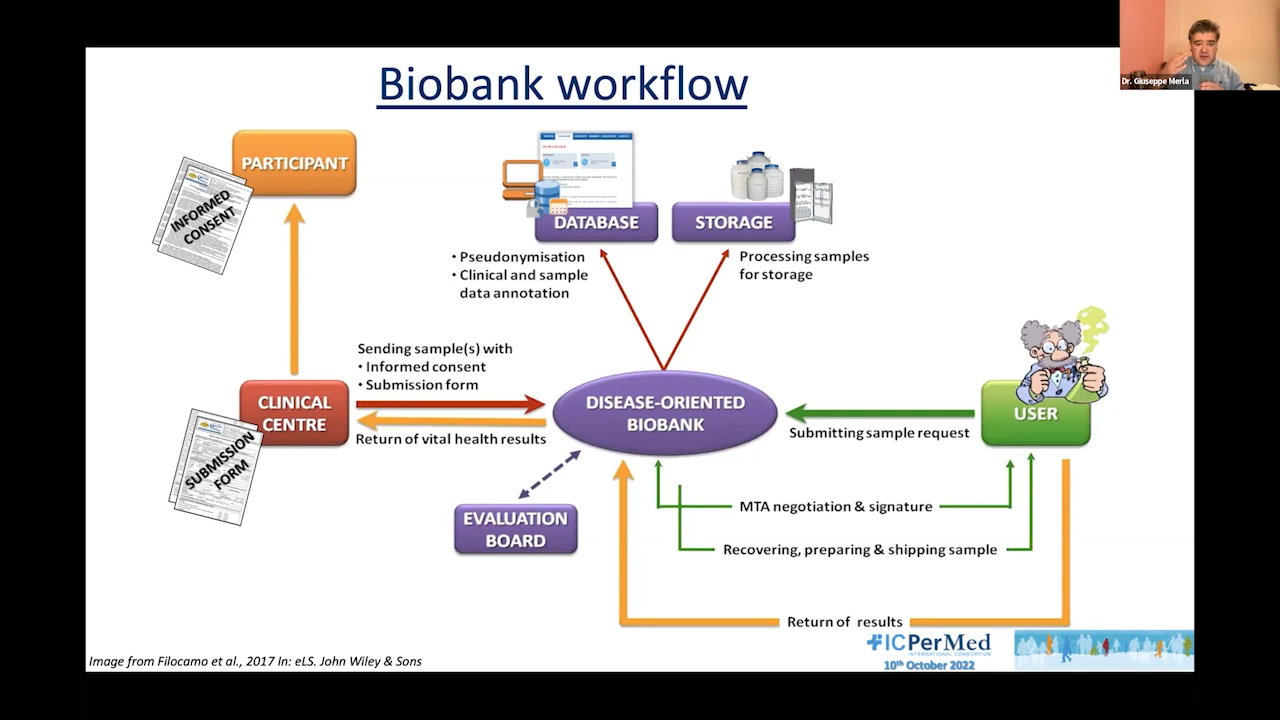 Biobank workflow
Dr. Giuseppe Merla
PARTICIPANT
INFORMED
CONSENT
DATABASE
STORAGE
• Pseudonymisation
• Clinical and sample
data annotation
Processing samples
for storage
Sending sample(s) with
• Informed consent
• Submission form
CLINICAL
CENTRE
SUBMISSION
FORM
Return of vital health results
DISEASE-ORIENTED
BIOBANK
USER
Submitting sample request
EVALUATION
BOARD
MTA negotiation & signature
Recovering, preparing & shipping sample
Return of results
ICPerMed
INTERNATIONAL CONSORTIUM
10th October 2022
Image from Filocamo et al., 2017 In: eLS. John Wiley & Sons